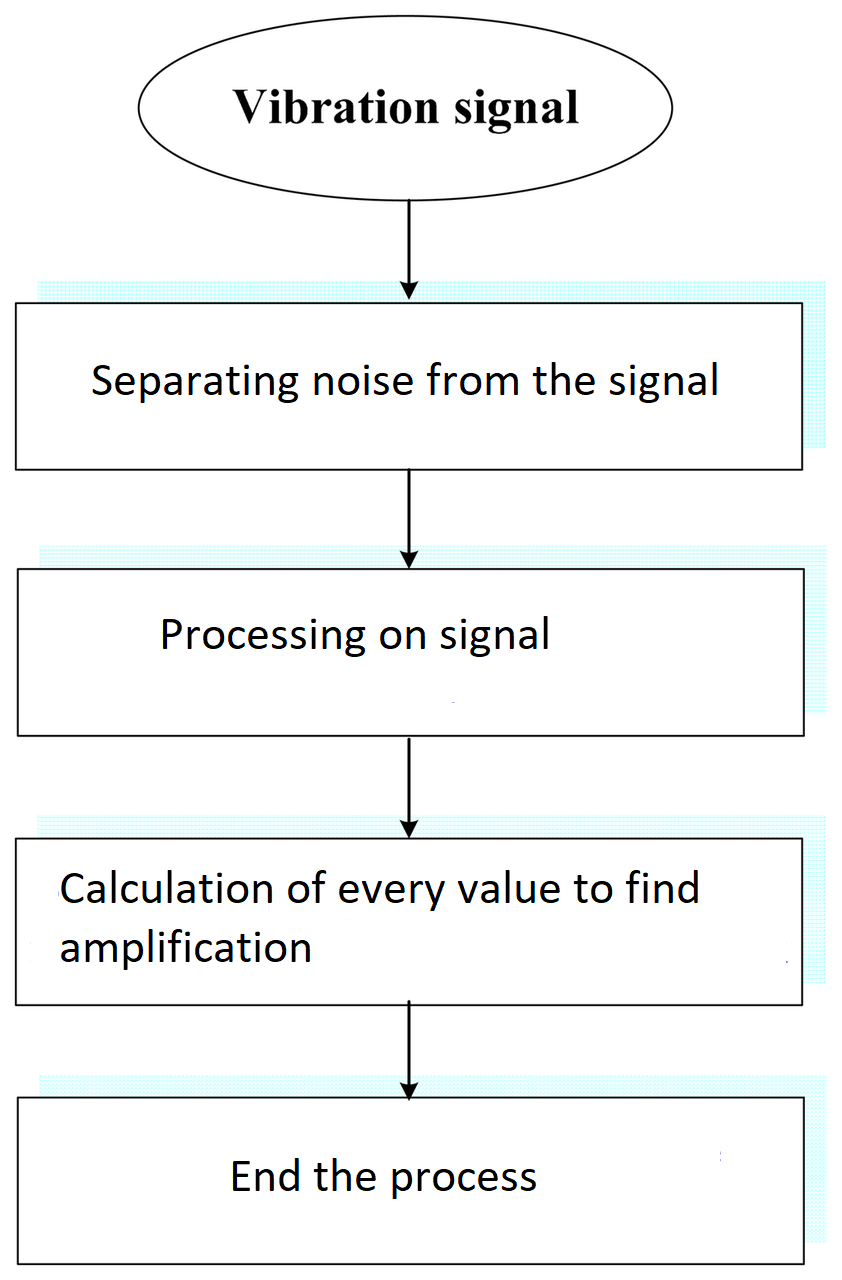 Vibration signal
Separating noise from the signal
Processing on signal
Calculation of every value to find
amplification
End the process